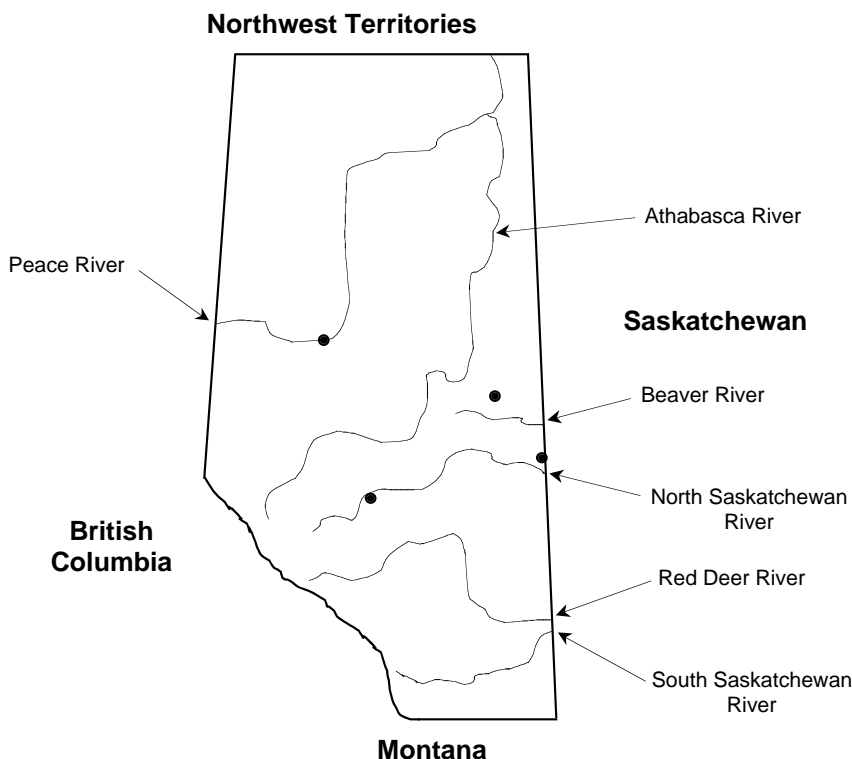 Northwest Territories
Athabasca River
Peace River
Saskatchewan
Beaver River
North Saskatchewan
River
British
Columbia
Red Deer River
South Saskatchewan
River
Montana